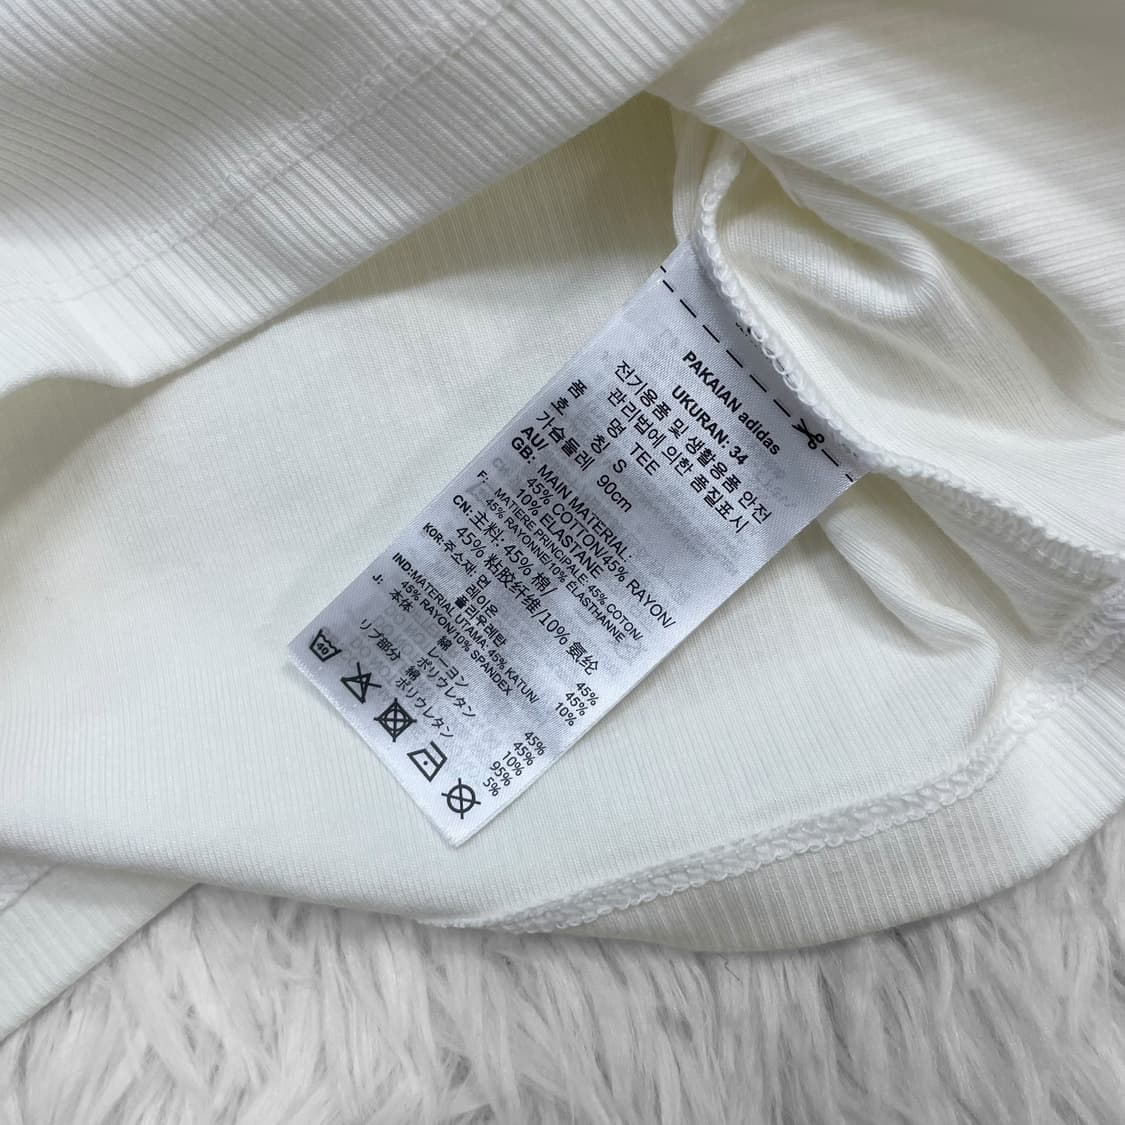 PAKAIAN adidas
UKURAN: 34
전기용품 및 생활용품 안전
관리법에 의한 품질표시
품 명 TEE
호 칭 S
가슴둘레 90cm
AU/
GB: MAIN MATERIAL:
45% COTTON/45% RAYON/
10% ELASTANE
F: MATIERE PRINCIPALE: 45% COTON/
45% RAYONNE/10% ELASTHANNE
CN: 主料: 45% 棉/
45% 粘胶纤维/10% 氨纶
KOR: 주소재: 면 45%
레이온 45%
폴리우레탄 10%
IND:MATERIAL UTAMA: 45% KATUN/
45% RAYON/10% SPANDEX
J: 本体 綿 45%
レーヨン 45%
ポリウレタン 10%
リブ部分 綿 95%
ポリウレタン 5%
40